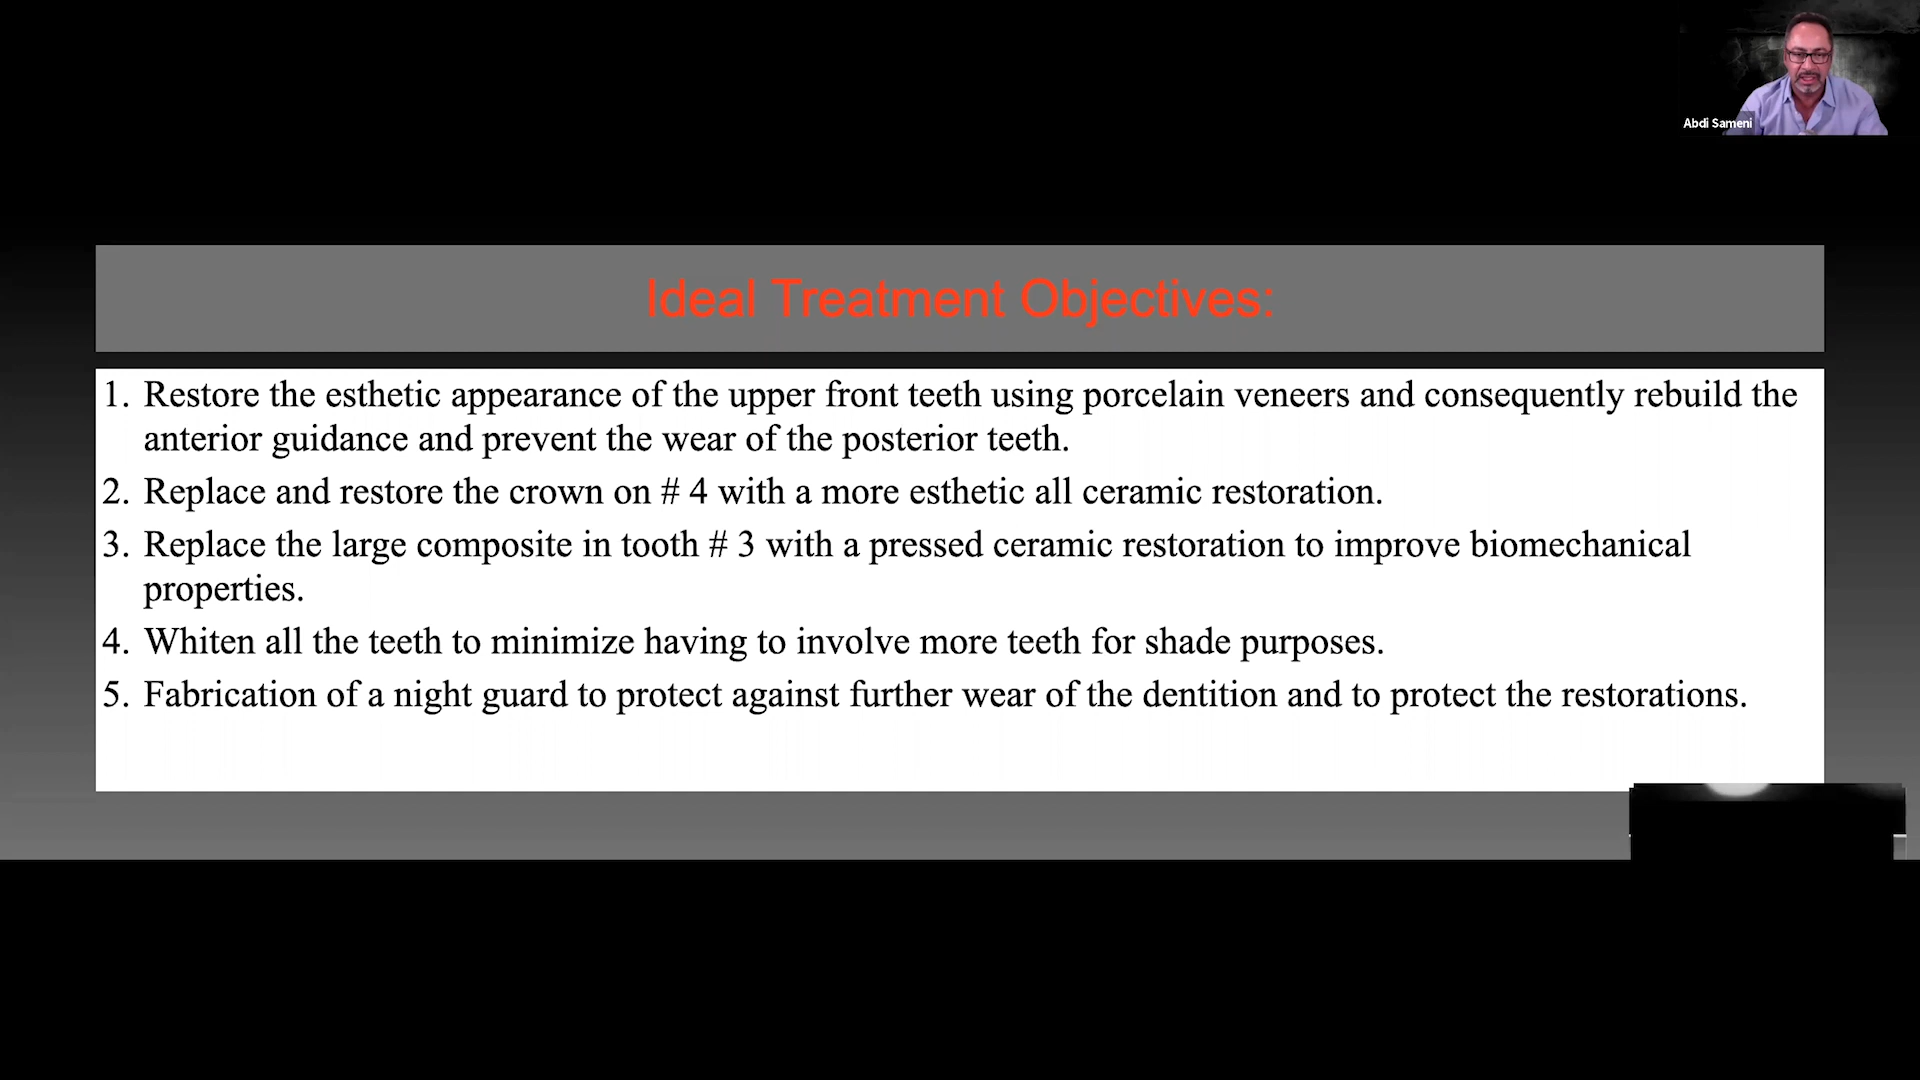 Abdi Sameni
Ideal Treatment Objectives:
1. Restore the esthetic appearance of the upper front teeth using porcelain veneers and consequently rebuild the
anterior guidance and prevent the wear of the posterior teeth.
2. Replace and restore the crown on # 4 with a more esthetic all ceramic restoration.
3. Replace the large composite in tooth # 3 with a pressed ceramic restoration to improve biomechanical
properties.
4. Whiten all the teeth to minimize having to involve more teeth for shade purposes.
5. Fabrication of a night guard to protect against further wear of the dentition and to protect the restorations.